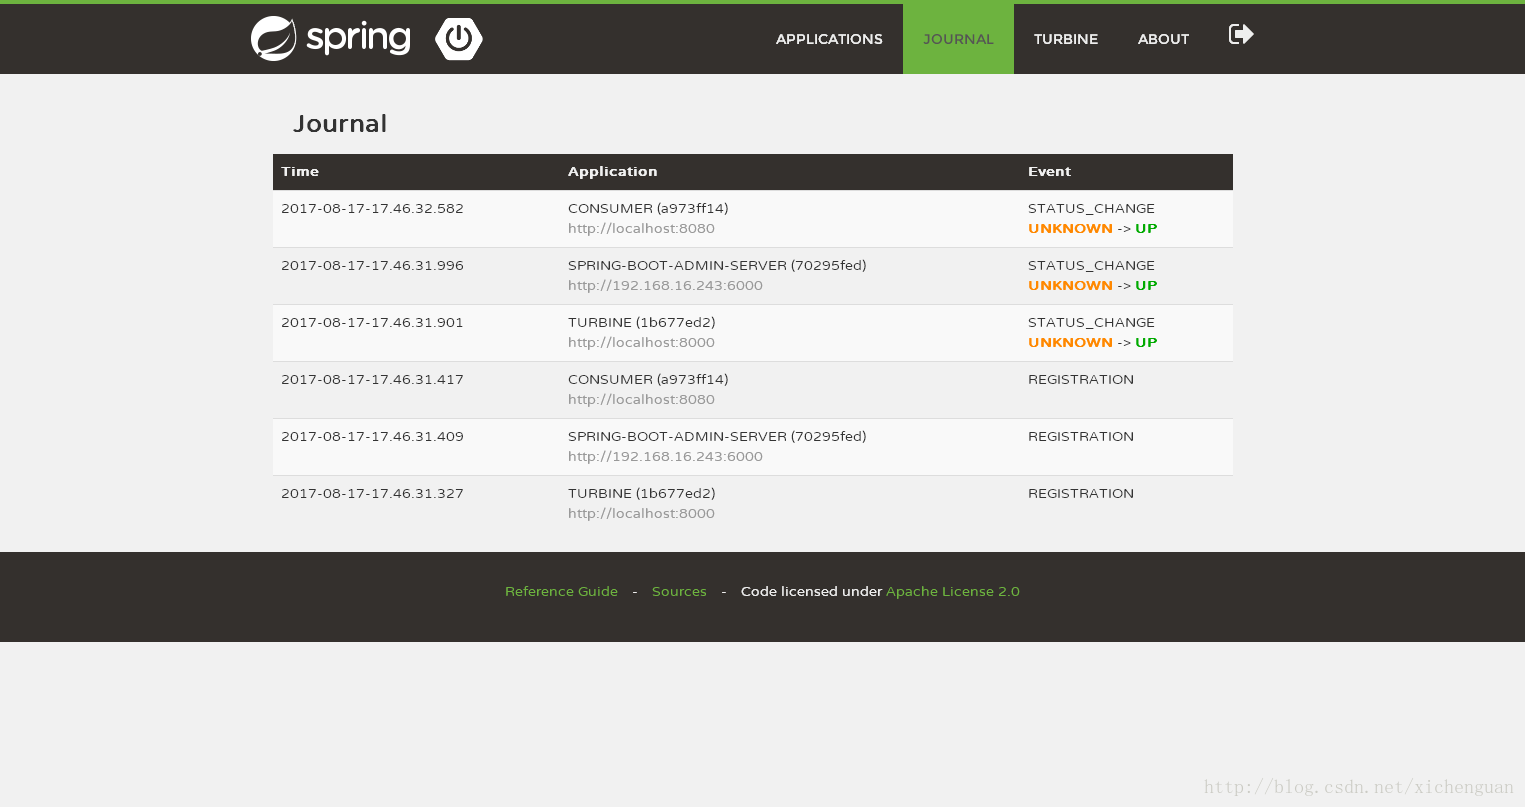 spring
APPLICATIONS JOURNAL TURBINE ABOUT
Journal
Time Application Event
2017-08-17-17.46.32.582 CONSUMER (a973ff14) STATUS_CHANGE
http://localhost:8080 UNKNOWN -> UP
2017-08-17-17.46.31.996 SPRING-BOOT-ADMIN-SERVER (70295fed) STATUS_CHANGE
http://192.168.16.243:6000 UNKNOWN -> UP
2017-08-17-17.46.31.901 TURBINE (1b677ed2) STATUS_CHANGE
http://localhost:8000 UNKNOWN -> UP
2017-08-17-17.46.31.417 CONSUMER (a973ff14) REGISTRATION
http://localhost:8080
2017-08-17-17.46.31.409 SPRING-BOOT-ADMIN-SERVER (70295fed) REGISTRATION
http://192.168.16.243:6000
2017-08-17-17.46.31.327 TURBINE (1b677ed2) REGISTRATION
http://localhost:8000
Reference Guide - Sources - Code licensed under Apache License 2.0
http://blog.csdn.net/xichenguan